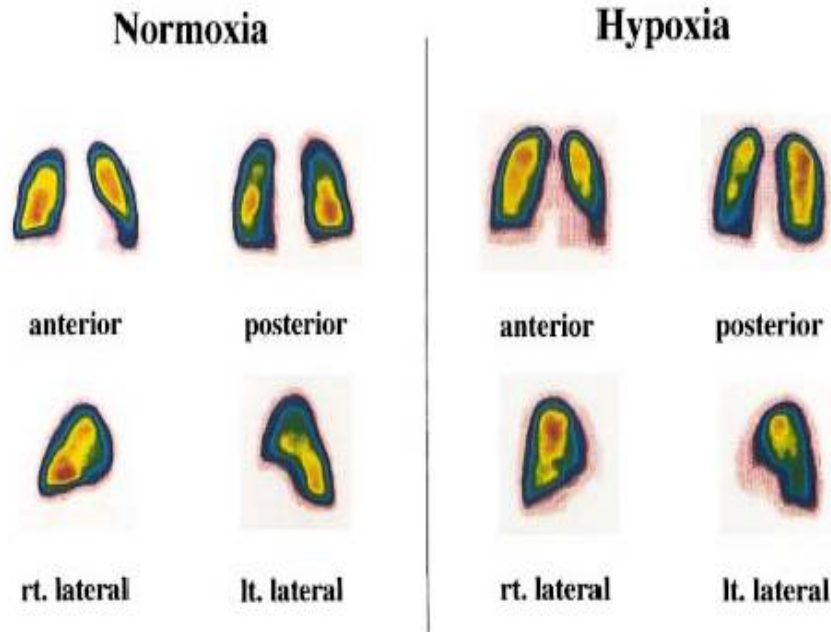 Normoxia
Hypoxia
anterior
posterior
anterior
posterior
rt. lateral
lt. lateral
rt. lateral
lt. lateral